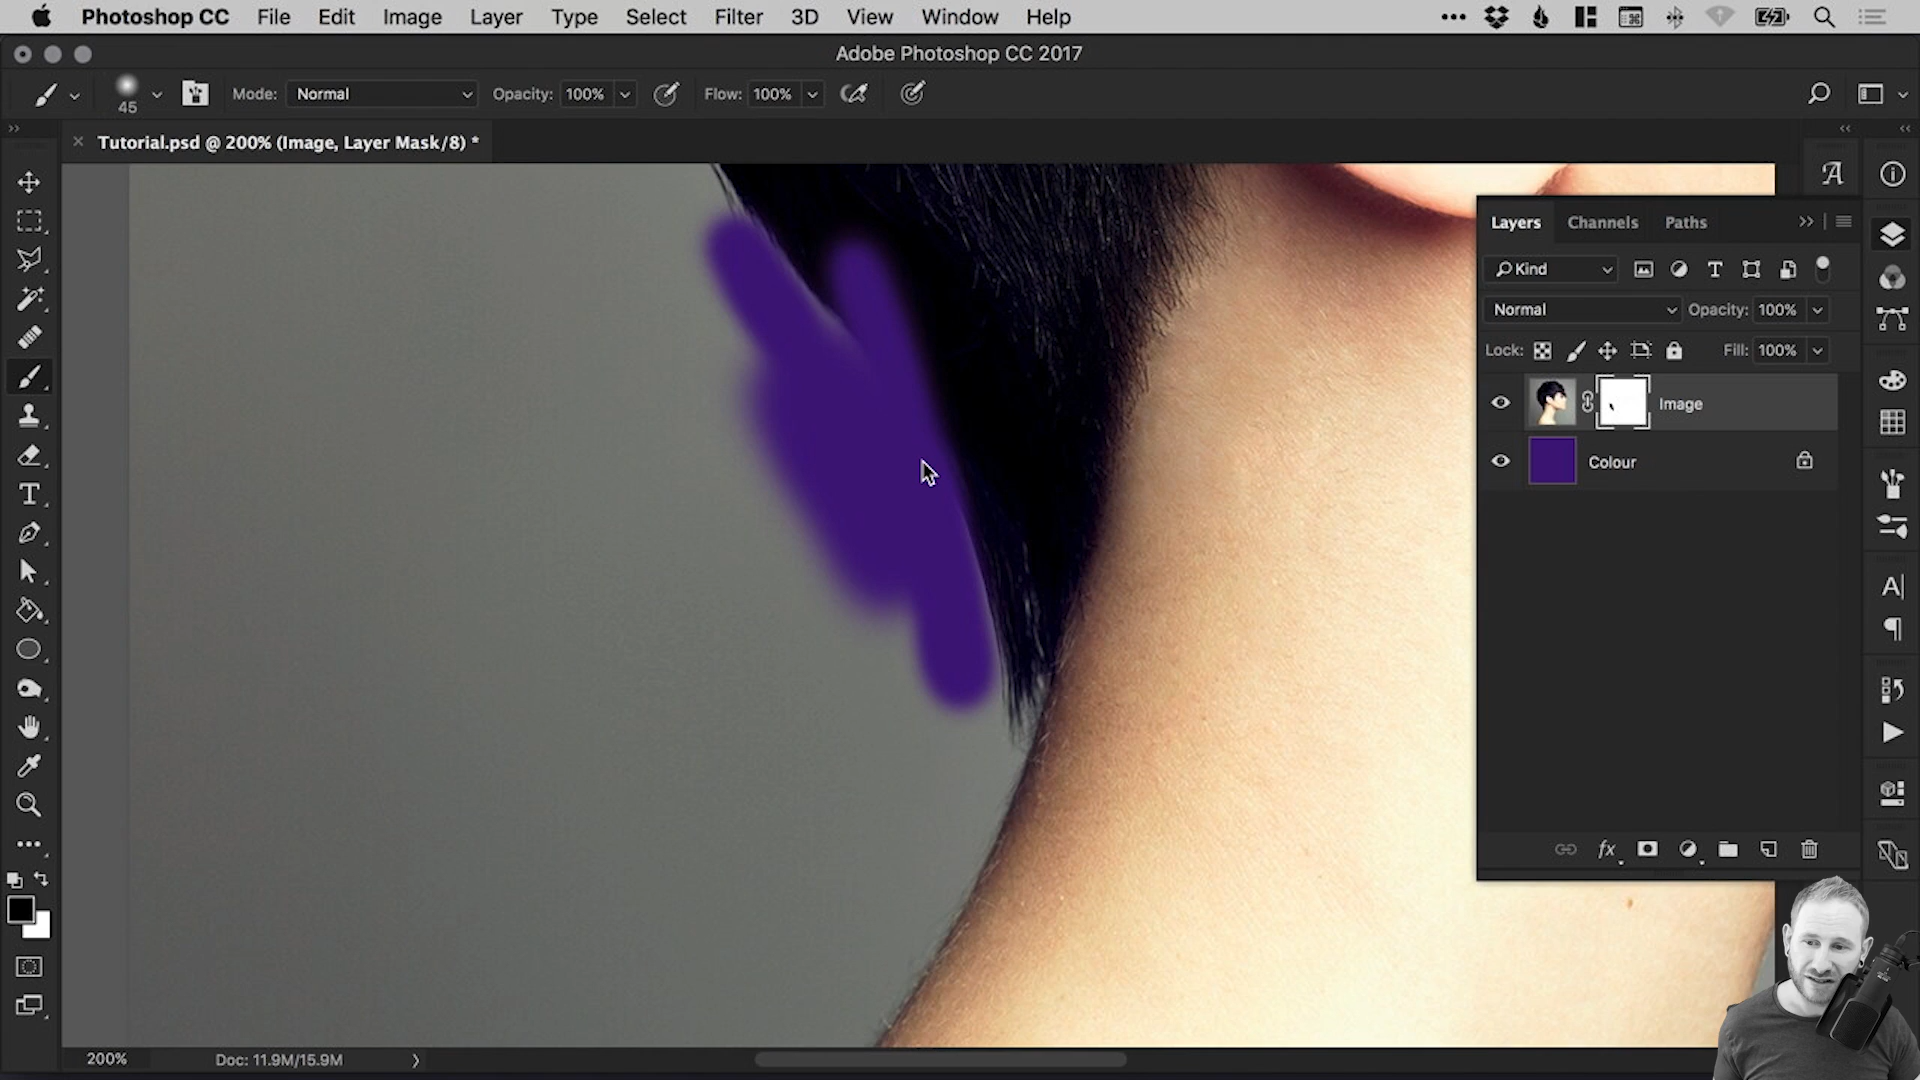 Photoshop CC File Edit Image Layer Type Select Filter 3D View Window Help
Adobe Photoshop CC 2017
45 Mode: Normal Opacity: 100% Flow: 100%
× Tutorial.psd @ 200% (Image, Layer Mask/8) *
Layers Channels Paths
Kind
Normal Opacity: 100%
Lock: Fill: 100%
Image
Colour
fx
200% Doc: 11.9M/15.9M